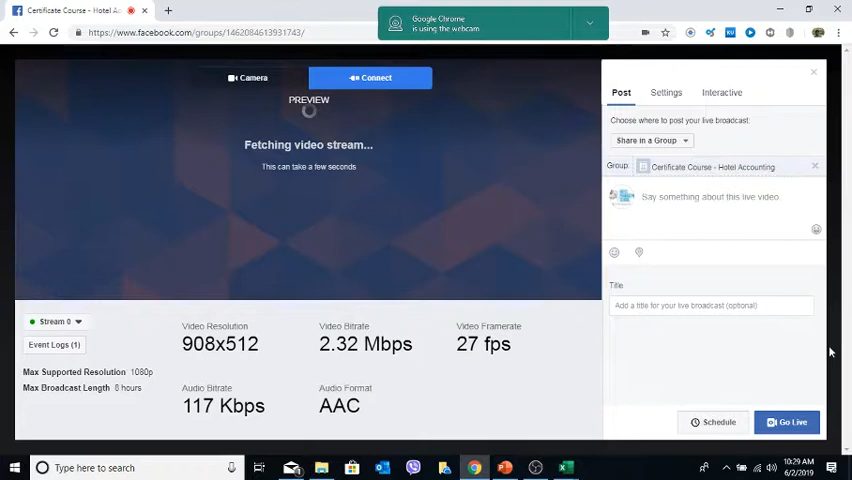 Certificate Course - Hotel Ac
Google Chrome
is using the webcam
https://www.facebook.com/groups/1462084613931743/
Camera
Connect
PREVIEW
Fetching video stream...
This can take a few seconds
Post
Settings
Interactive
Choose where to post your live broadcast:
Share in a Group
Group:
Certificate Course - Hotel Accounting
Say something about this live video.
Title
Add a title for your live broadcast (optional)
Stream 0
Event Logs (1)
Max Supported Resolution 1080p
Max Broadcast Length 8 hours
Video Resolution
908x512
Video Bitrate
2.32 Mbps
Video Framerate
27 fps
Audio Bitrate
117 Kbps
Audio Format
AAC
Schedule
Go Live
Type here to search
10:29 AM
6/2/2019